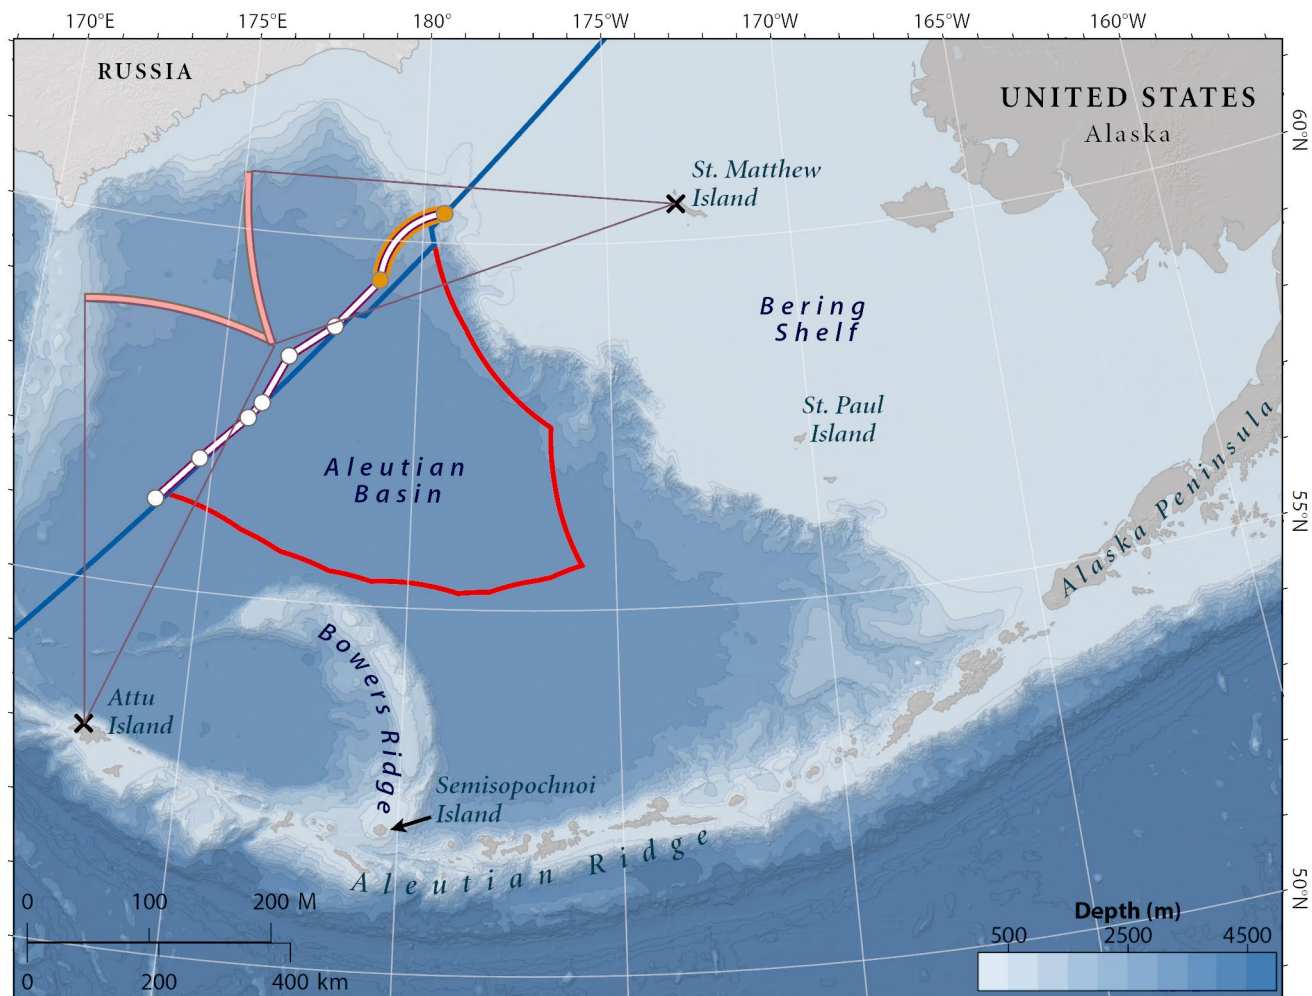 170°E 175°E 180° 175°W 170°W 165°W 160°W
RUSSIA
UNITED STATES
Alaska
60°N
St. Matthew
Island
Bering
Shelf
St. Paul
Island
Aleutian
Basin
Alaska Peninsula
55°N
Bowers Ridge
Attu
Island
Semisopochnoi
Island
Aleutian Ridge
50°N
0 100 200 M
0 200 400 km
Depth (m)
500 2500 4500